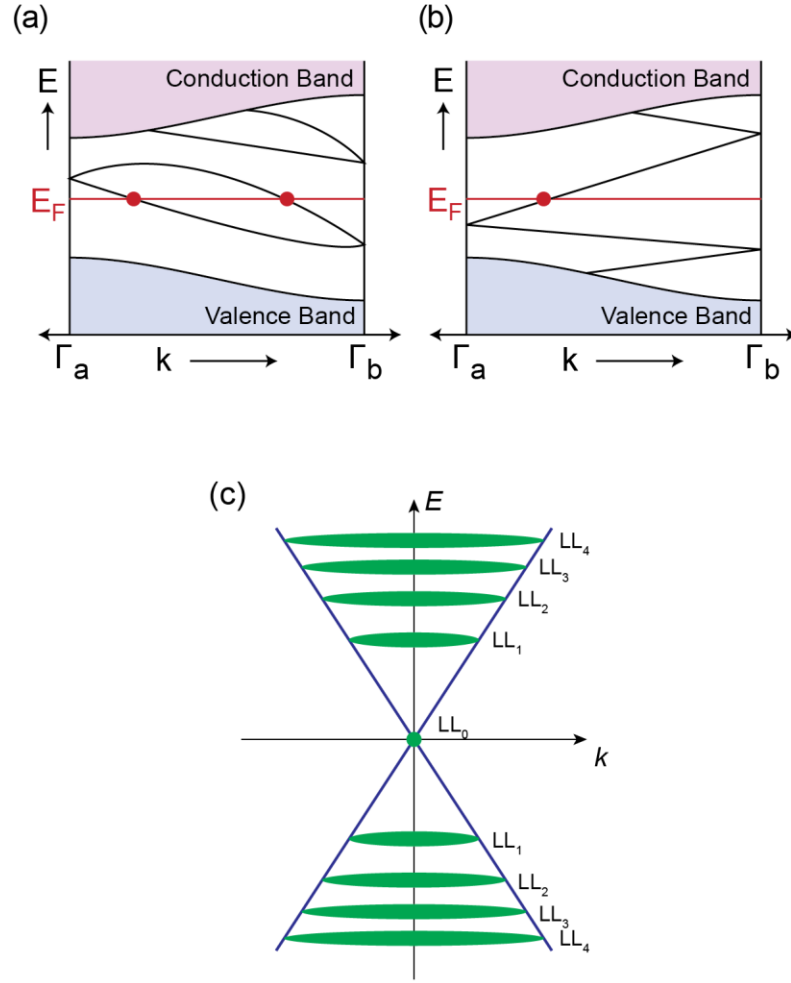 (a)
E
Conduction Band
E_F
Valence Band
Γ_a
k
Γ_b
(b)
E
Conduction Band
E_F
Valence Band
Γ_a
k
Γ_b
(c)
E
LL_4
LL_3
LL_2
LL_1
LL_0
k
LL_1
LL_2
LL_3
LL_4